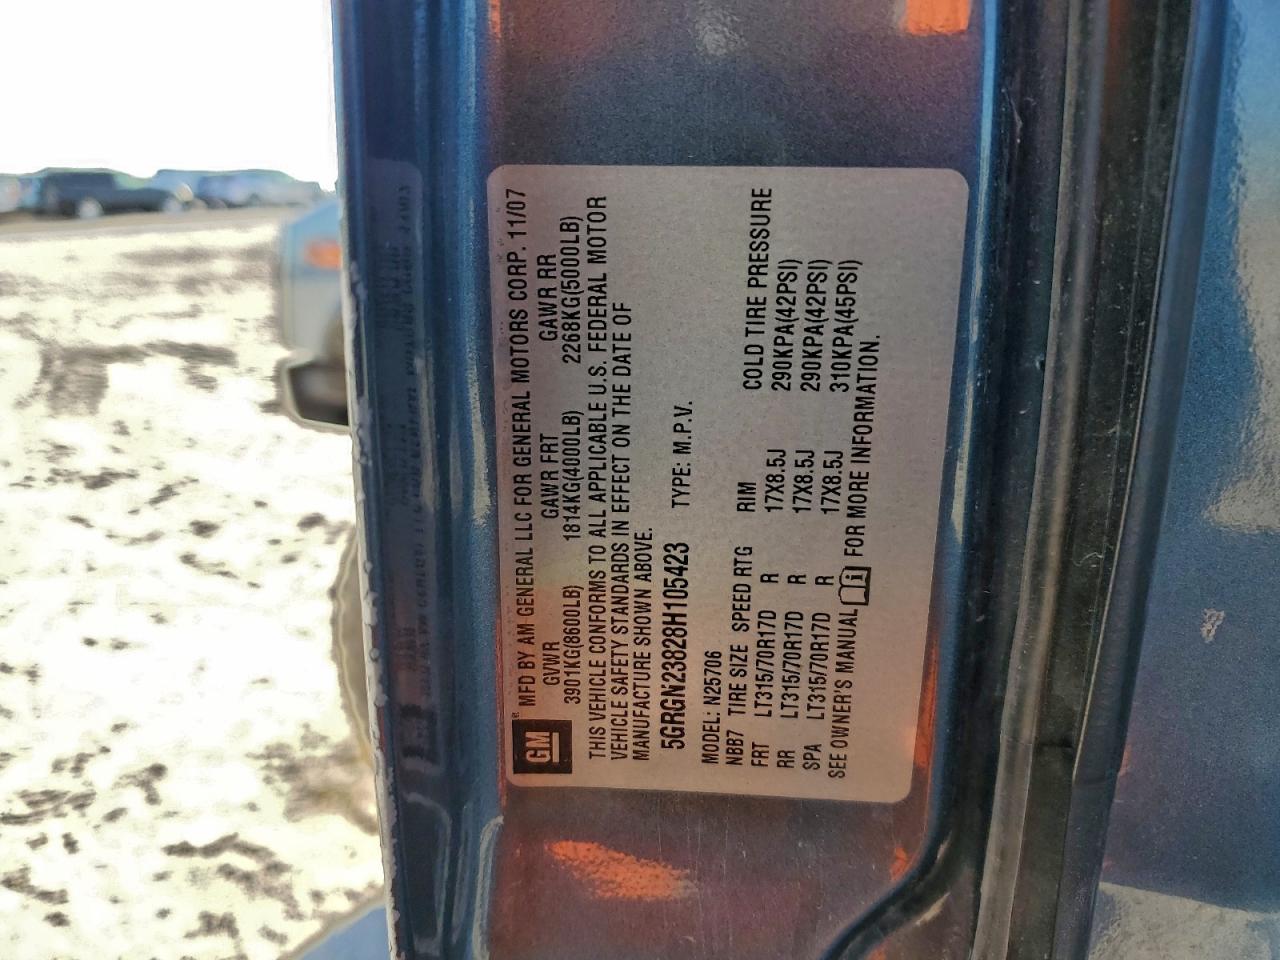 GM ® MFD BY AM GENERAL LLC FOR GENERAL MOTORS CORP. 11/07
GVWR GAWR FRT GAWR RR
3901KG(8600LB) 1814KG(4000LB) 2268KG(5000LB)
THIS VEHICLE CONFORMS TO ALL APPLICABLE U.S. FEDERAL MOTOR
VEHICLE SAFETY STANDARDS IN EFFECT ON THE DATE OF
MANUFACTURE SHOWN ABOVE.
5GRGN23828H105423 TYPE: M.P.V.
MODEL: N25706
NBB7 TIRE SIZE SPEED RTG RIM COLD TIRE PRESSURE
FRT LT315/70R17D R 17X8.5J 290KPA(42PSI)
RR LT315/70R17D R 17X8.5J 290KPA(42PSI)
SPA LT315/70R17D R 17X8.5J 310KPA(45PSI)
SEE OWNER'S MANUAL FOR MORE INFORMATION.